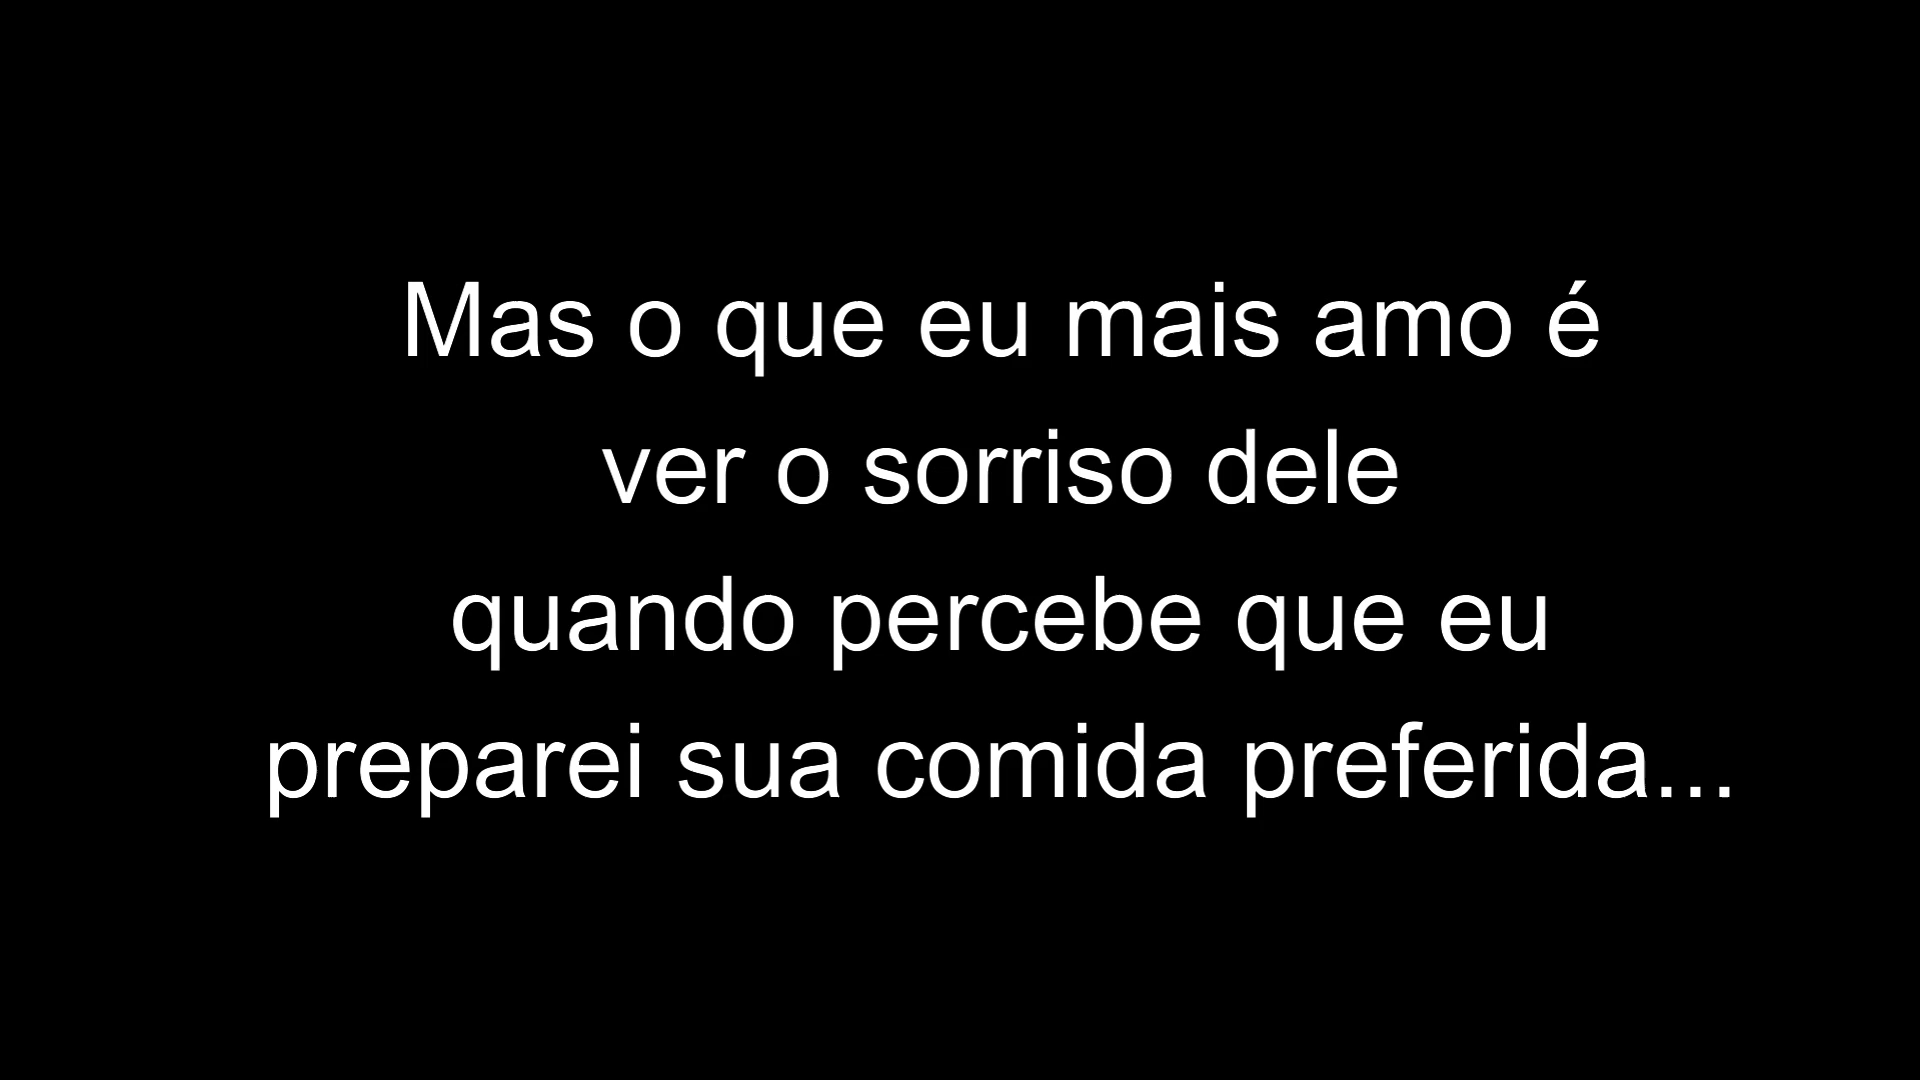 Mas o que eu mais amo é
ver o sorriso dele
quando percebe que eu
preparei sua comida preferida...